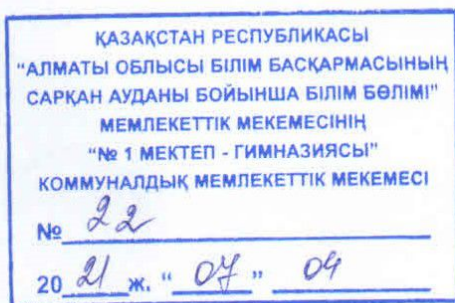 ҚАЗАҚСТАН РЕСПУБЛИКАСЫ
"АЛМАТЫ ОБЛЫСЫ БІЛІМ БАСҚАРМАСЫНЫҢ
САРҚАН АУДАНЫ БОЙЫНША БІЛІМ БӨЛІМІ"
МЕМЛЕКЕТТІК МЕКЕМЕСІНІҢ
"№ 1 МЕКТЕП - ГИМНАЗИЯСЫ"
КОММУНАЛДЫҚ МЕМЛЕКЕТТІК МЕКЕМЕСІ
№ 22
20 21 ж. " 07 " 04